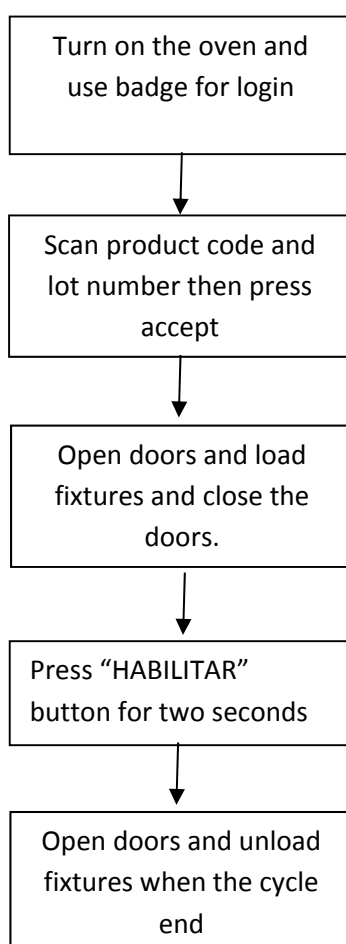 Turn on the oven and
use badge for login
Scan product code and
lot number then press
accept
Open doors and load
fixtures and close the
doors.
Press “HABILITAR”
button for two seconds
Open doors and unload
fixtures when the cycle
end